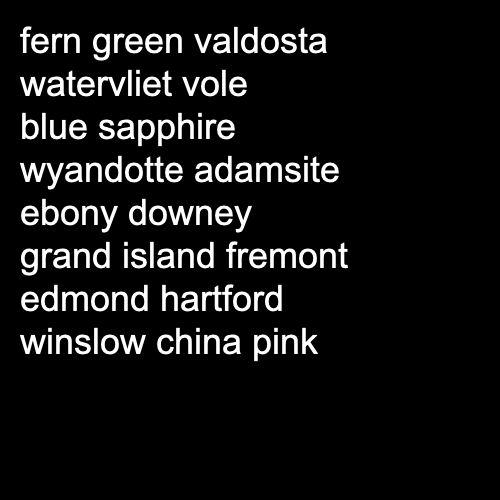 fern green valdosta
watervliet vole
blue sapphire
wyandotte adamsite
ebony downey
grand island fremont
edmond hartford
winslow china pink